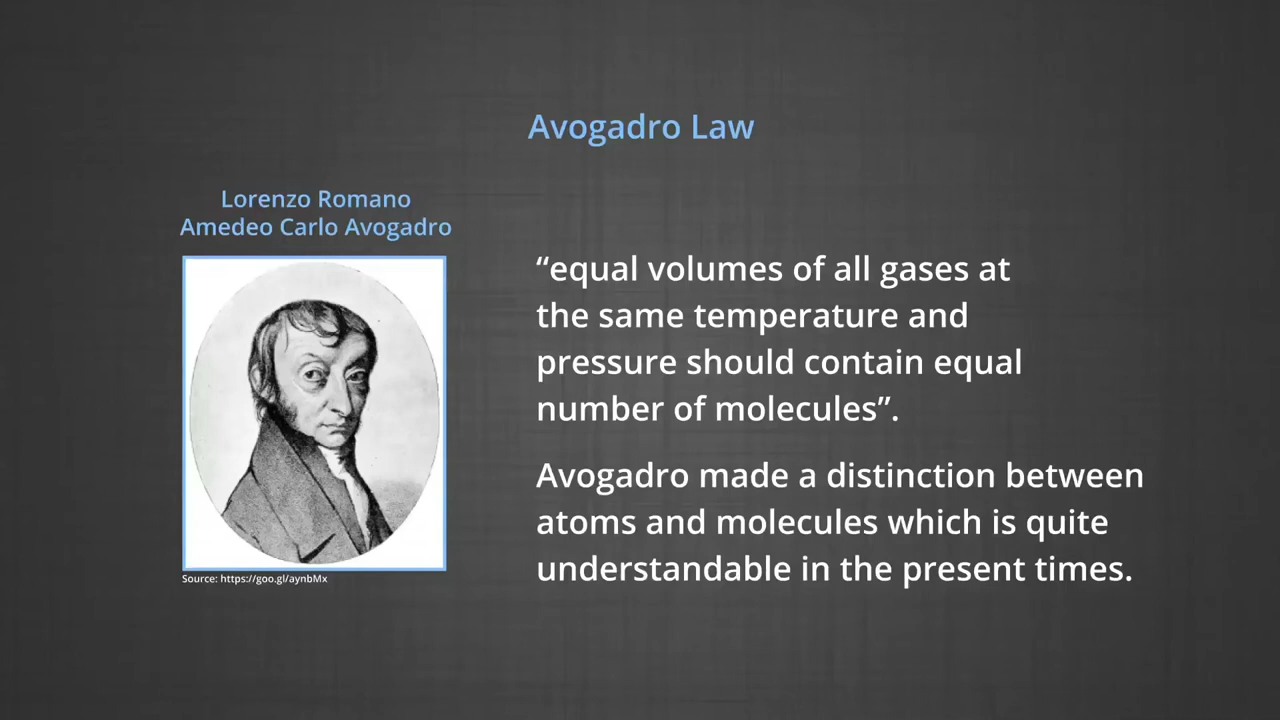 Avogadro Law
Lorenzo Romano
Amedeo Carlo Avogadro
“equal volumes of all gases at
the same temperature and
pressure should contain equal
number of molecules”.
Avogadro made a distinction between
atoms and molecules which is quite
understandable in the present times.
Source: https://goo.gl/aynbMx